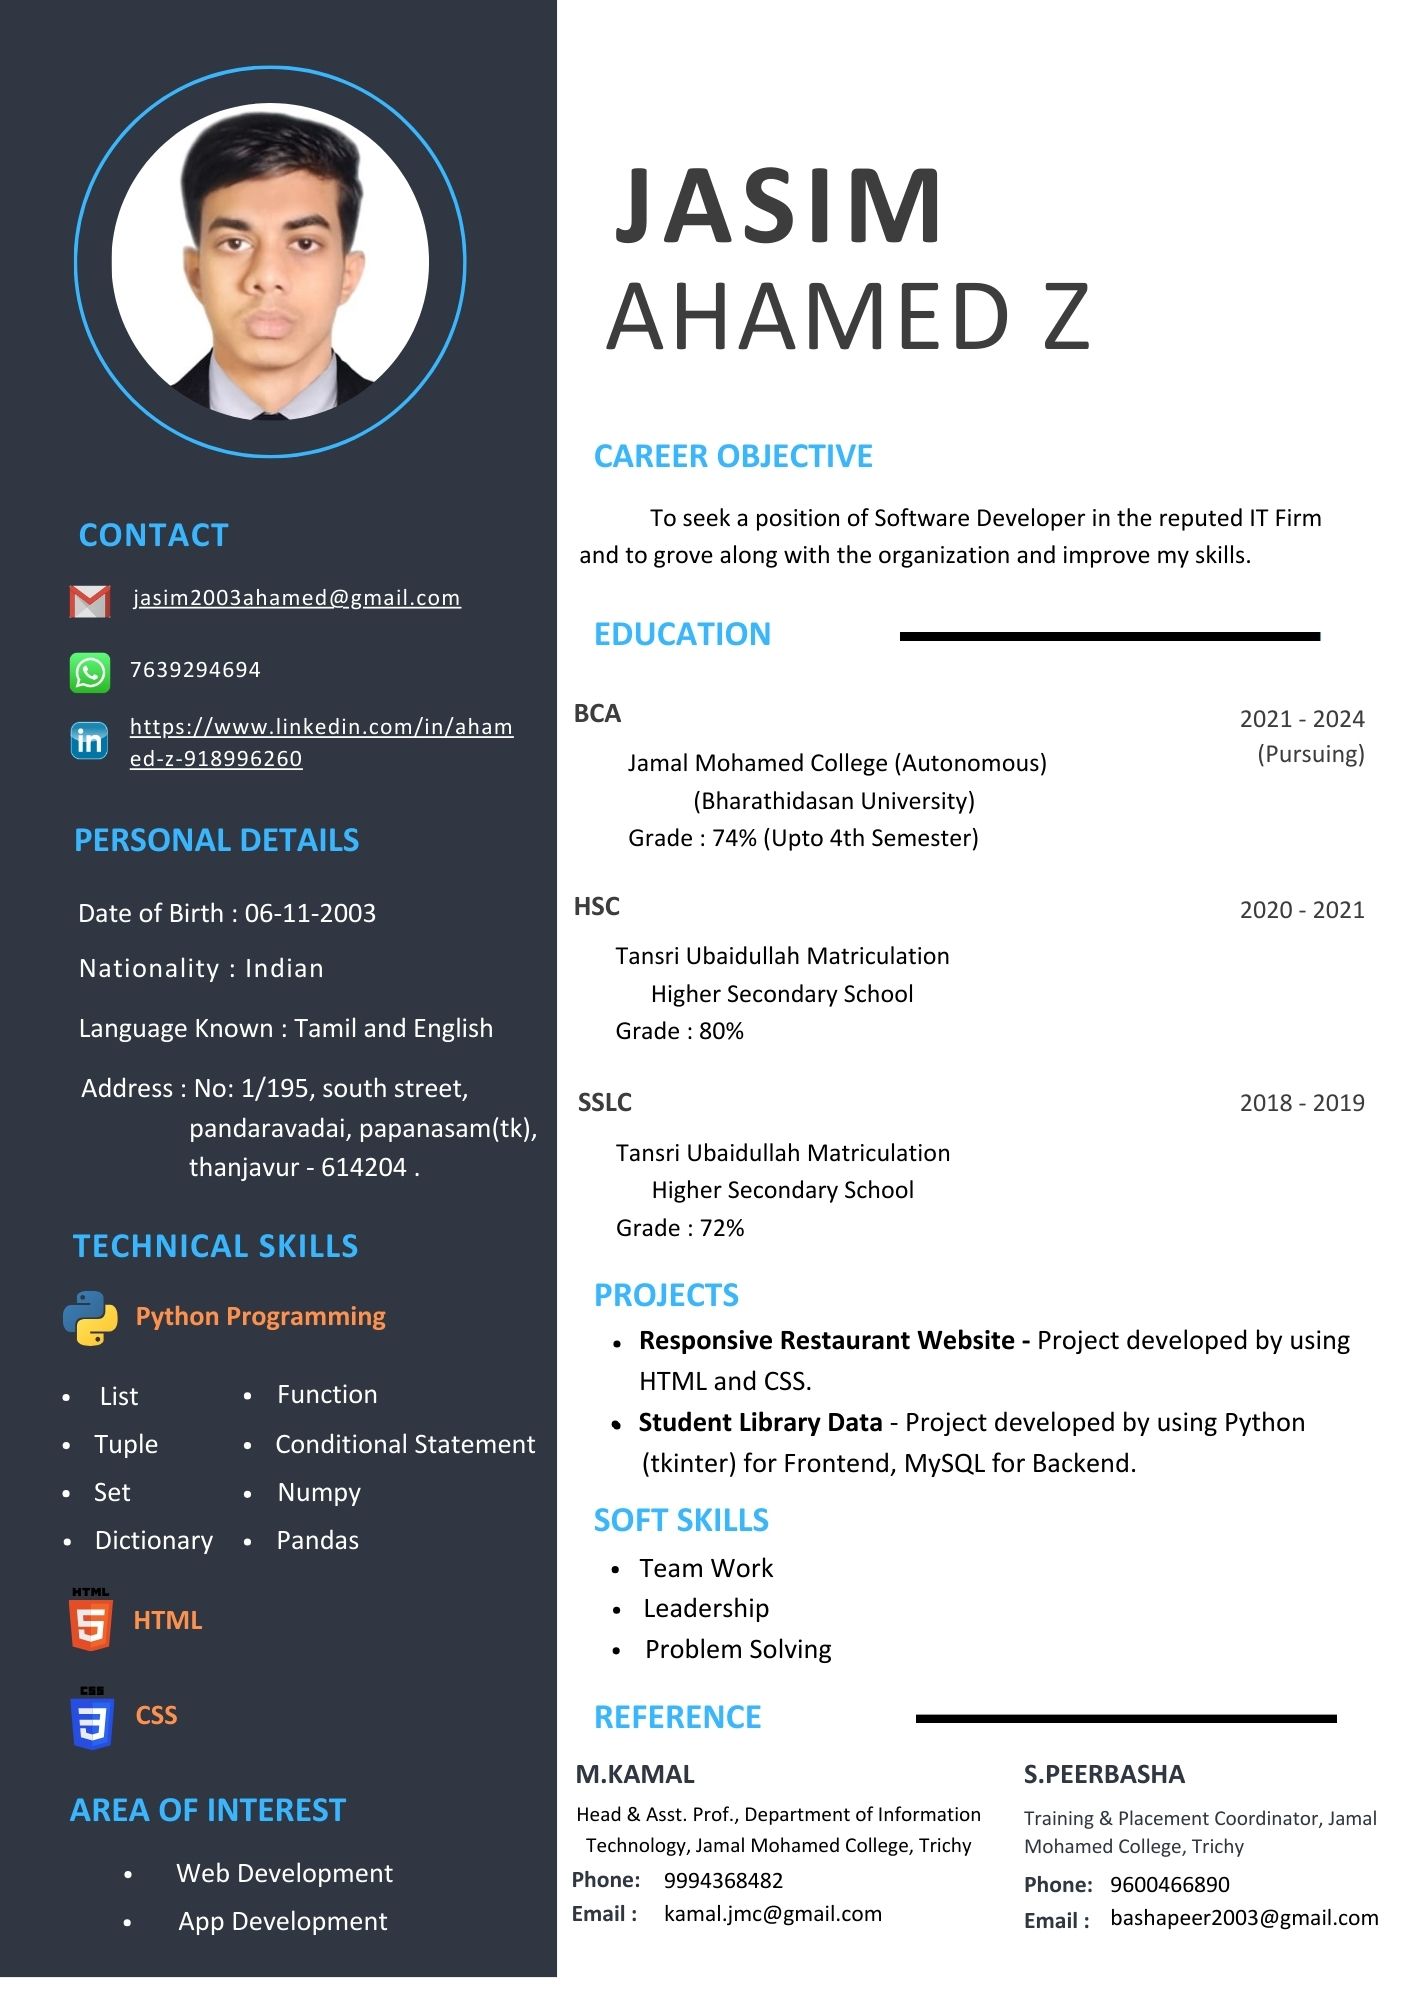 JASIM
AHAMED Z
CONTACT
jasim2003ahamed@gmail.com
7639294694
in
https://www.linkedin.com/in/aham
ed-z-918996260
PERSONAL DETAILS
Date of Birth : 06-11-2003
Nationality : Indian
Language Known : Tamil and English
Address : No: 1/195, south street,
pandaravadai, papanasam(tk),
thanjavur - 614204 .
TECHNICAL SKILLS
Python Programming
• List
• Tuple
• Set
• Dictionary
• Function
• Conditional Statement
• Numpy
• Pandas
HTML
5
HTML
CSS
3
CSS
AREA OF INTEREST
• Web Development
• App Development
CAREER OBJECTIVE
To seek a position of Software Developer in the reputed IT Firm
and to grove along with the organization and improve my skills.
EDUCATION
BCA
2021 - 2024
(Pursuing)
Jamal Mohamed College (Autonomous)
(Bharathidasan University)
Grade : 74% (Upto 4th Semester)
HSC
2020 - 2021
Tansri Ubaidullah Matriculation
Higher Secondary School
Grade : 80%
SSLC
2018 - 2019
Tansri Ubaidullah Matriculation
Higher Secondary School
Grade : 72%
PROJECTS
• Responsive Restaurant Website - Project developed by using
HTML and CSS.
• Student Library Data - Project developed by using Python
(tkinter) for Frontend, MySQL for Backend.
SOFT SKILLS
• Team Work
• Leadership
• Problem Solving
REFERENCE
M.KAMAL
Head & Asst. Prof., Department of Information
Technology, Jamal Mohamed College, Trichy
Phone: 9994368482
Email : kamal.jmc@gmail.com
S.PEERBASHA
Training & Placement Coordinator, Jamal
Mohamed College, Trichy
Phone: 9600466890
Email : bashapeer2003@gmail.com